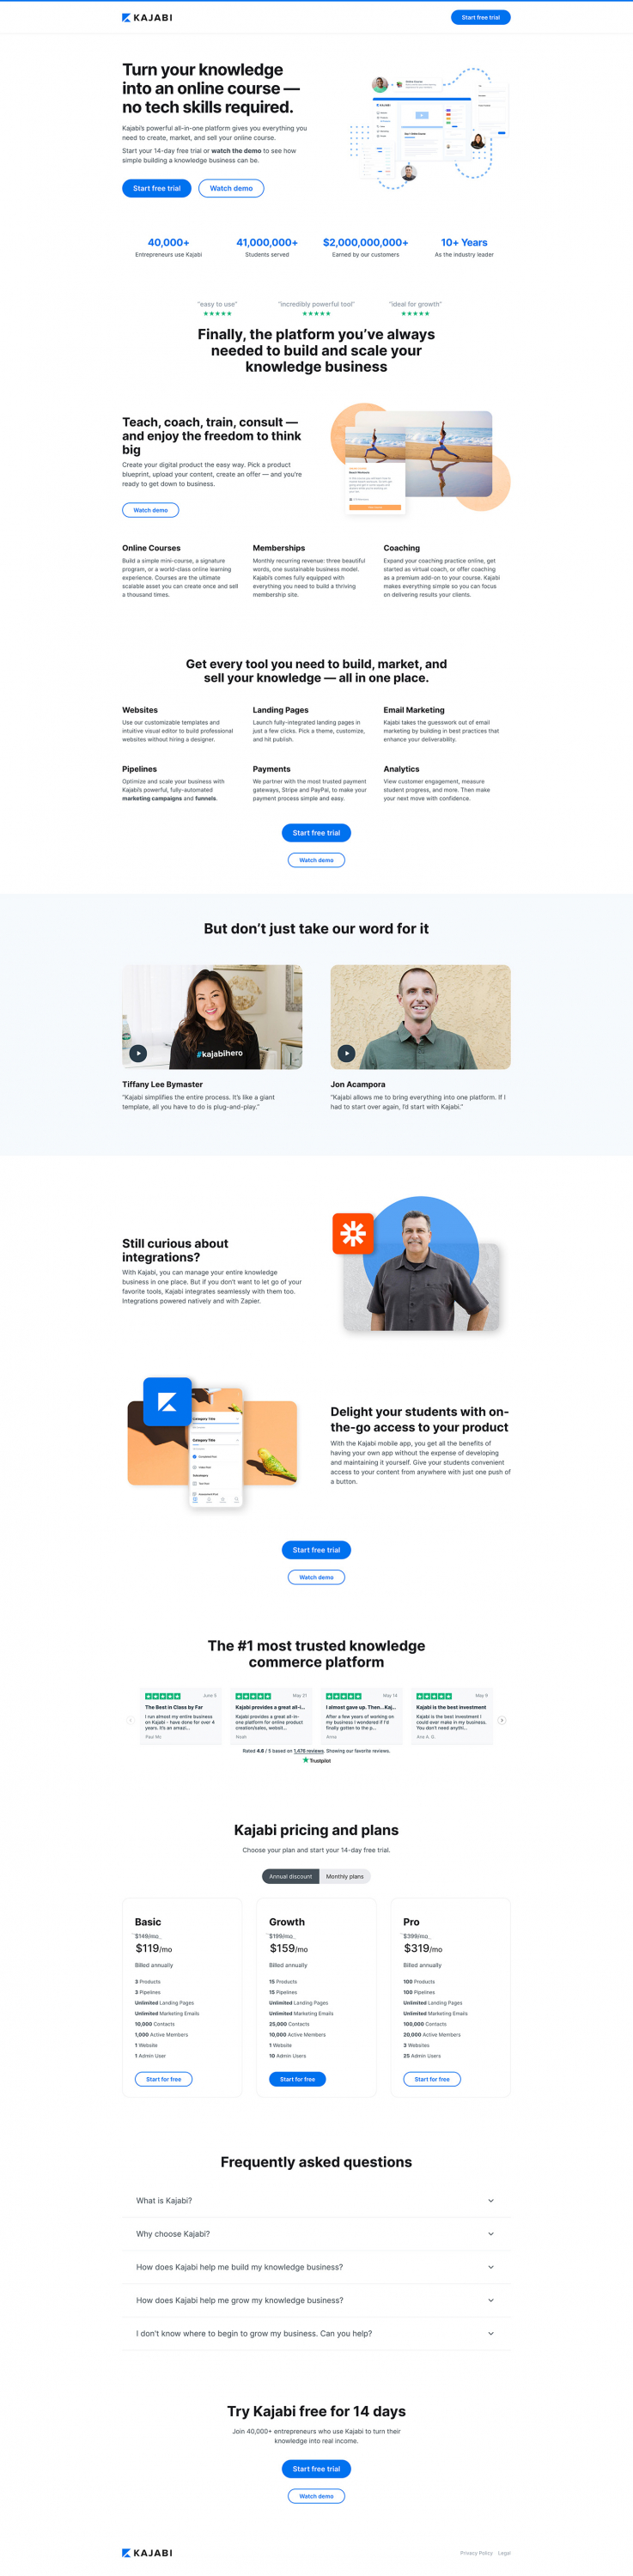 KAJABI
Start free trial
Turn your knowledge
into an online course —
no tech skills required.
Kajabi's powerful all-in-one platform gives you everything you
need to create, market, and sell your online course.
Start your 14-day free trial or watch the demo to see how
simple building a knowledge business can be.
Start free trial
Watch demo
40,000+
Entrepreneurs use Kajabi
41,000,000+
Students served
$2,000,000,000+
Earned by our customers
10+ Years
As the industry leader
"easy to use"
"incredibly powerful tool"
"ideal for growth"
Finally, the platform you've always
needed to build and scale your
knowledge business
Teach, coach, train, consult —
and enjoy the freedom to think
big
Create your digital product the easy way. Pick a product
blueprint, upload your content, create an offer — and you're
ready to get down to business.
Watch demo
Online Courses
Build a simple mini-course, a signature
program, or a world-class online learning
experience. Courses are the ultimate
scalable asset you can create once and sell
a thousand times.
Memberships
Monthly recurring revenue: three beautiful
words, one sustainable business model.
Kajabi's comes fully equipped with
everything you need to build a thriving
membership site.
Coaching
Expand your coaching practice online, get
started as virtual coach, or offer coaching
as a premium add-on to your course. Kajabi
makes everything simple so you can focus
on delivering results your clients.
Get every tool you need to build, market, and
sell your knowledge — all in one place.
Websites
Use our customizable templates and
intuitive visual editor to build professional
websites without hiring a designer.
Landing Pages
Launch fully-integrated landing pages in
just a few clicks. Pick a theme, customize,
and hit publish.
Email Marketing
Kajabi takes the guesswork out of email
marketing by building in best practices that
enhance your deliverability.
Pipelines
Optimize and scale your business with
Kajabi's powerful, fully-automated
marketing campaigns and funnels.
Payments
We partner with the most trusted payment
gateways, Stripe and PayPal, to make your
payment process simple and easy.
Analytics
View customer engagement, measure
student progress, and more. Then make
your next move with confidence.
Start free trial
Watch demo
But don't just take our word for it
#kajabihero
Tiffany Lee Bymaster
"Kajabi simplifies the entire process. It's like a giant
template, all you have to do is plug-and-play."
Jon Acampora
"Kajabi allows me to bring everything into one platform. If I
had to start over again, I'd start with Kajabi."
Still curious about
integrations?
With Kajabi, you can manage your entire knowledge
business in one place. But if you don't want to let go of your
favorite tools, Kajabi integrates seamlessly with them too.
Integrations powered natively and with Zapier.
Category Title
Category Title
Delight your students with on-
the-go access to your product
With the Kajabi mobile app, you get all the benefits of
having your own app without the expense of developing
and maintaining it yourself. Give your students convenient
access to your content from anywhere with just one push of
a button.
Start free trial
Watch demo
The #1 most trusted knowledge
commerce platform
June 5
The Best in Class by Far
I run almost my entire business
on Kajabi - have done for over 4
years. It's an amazi...
Paul Mc
May 21
Kajabi provides a great all-i...
Kajabi provides a great all-in-
one platform for online product
creation/sales, websit...
Noah
May 14
I almost gave up. Then...Kaj...
After a few years of working on
my business I wondered if I'd
finally gotten to the p...
Anna
May 9
Kajabi is the best investment
Kajabi is the best investment I
could ever make in my business.
You don't need anythi...
Ava A. G.
Rated 4.6 / 5 based on 1,476 reviews. Showing our favorite reviews.
Trustpilot
Kajabi pricing and plans
Choose your plan and start your 14-day free trial.
Annual discount
Monthly plans
Basic
$149/mo
$119/mo
Billed annually
3 Products
3 Pipelines
Unlimited Landing Pages
Unlimited Marketing Emails
10,000 Contacts
1,000 Active Members
1 Website
1 Admin User
Start for free
Growth
$199/mo
$159/mo
Billed annually
15 Products
15 Pipelines
Unlimited Landing Pages
Unlimited Marketing Emails
25,000 Contacts
10,000 Active Members
1 Website
10 Admin Users
Start for free
Pro
$399/mo
$319/mo
Billed annually
100 Products
100 Pipelines
Unlimited Landing Pages
Unlimited Marketing Emails
100,000 Contacts
20,000 Active Members
3 Websites
25 Admin Users
Start for free
Frequently asked questions
What is Kajabi?
Why choose Kajabi?
How does Kajabi help me build my knowledge business?
How does Kajabi help me grow my knowledge business?
I don't know where to begin to grow my business. Can you help?
Try Kajabi free for 14 days
Join 40,000+ entrepreneurs who use Kajabi to turn their
knowledge into real income.
Start free trial
Watch demo
KAJABI
Privacy Policy
Legal